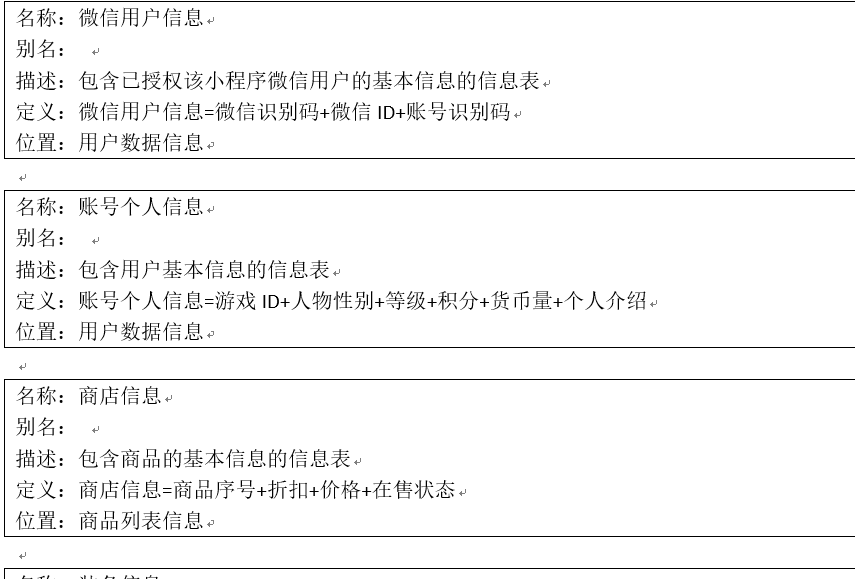 名称：微信用户信息
别名：
描述：包含已授权该小程序微信用户的基本信息的信息表
定义：微信用户信息=微信识别码+微信 ID+账号识别码
位置：用户数据信息
名称：账号个人信息
别名：
描述：包含用户基本信息的信息表
定义：账号个人信息=游戏 ID+人物性别+等级+积分+货币量+个人介绍
位置：用户数据信息
名称：商店信息
别名：
描述：包含商品的基本信息的信息表
定义：商店信息=商品序号+折扣+价格+在售状态
位置：商品列表信息